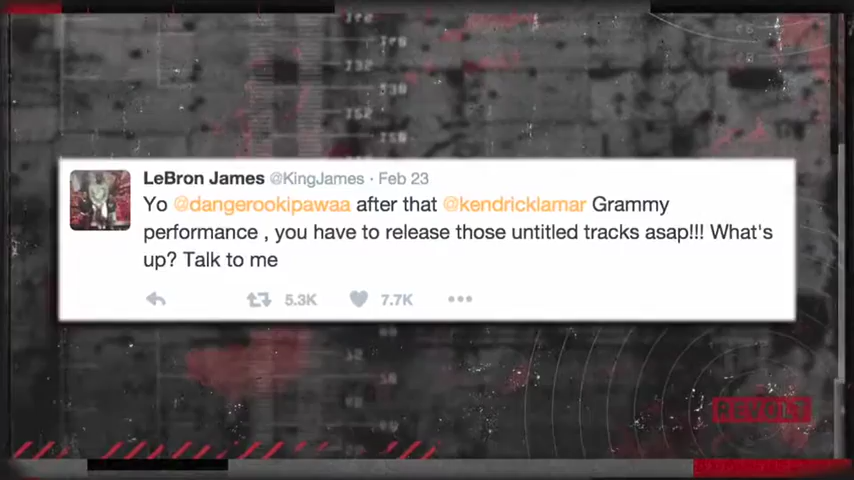 LeBron James @KingJames · Feb 23
Yo @dangerookipawaa after that @kendricklamar Grammy
performance , you have to release those untitled tracks asap!!! What's
up? Talk to me
5.3K 7.7K
REVOLT